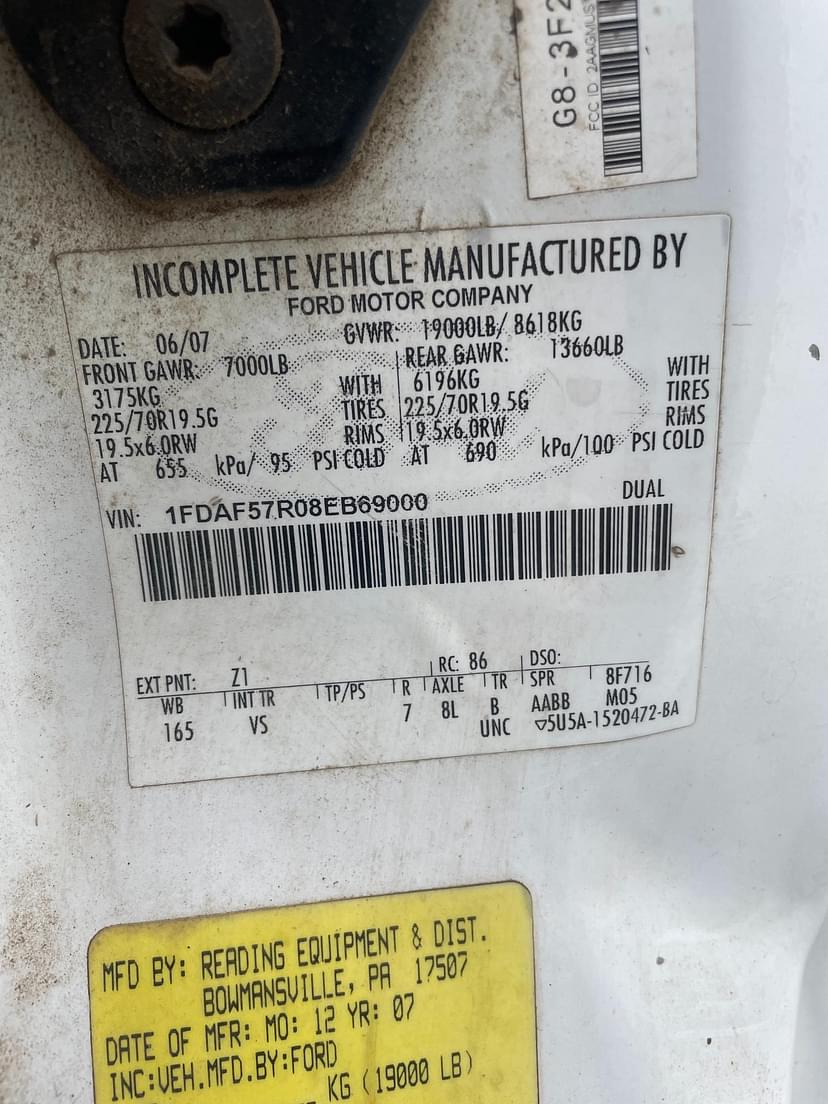 G8-3F2
FCC ID 2AAGMUS
INCOMPLETE VEHICLE MANUFACTURED BY
FORD MOTOR COMPANY
DATE: 06/07 GVWR: 19000LB/ 8618KG
FRONT GAWR: 7000LB REAR GAWR: 13660LB
3175KG WITH 6196KG WITH
225/70R19.5G TIRES 225/70R19.5G TIRES
19.5x6.0RW RIMS 19.5x6.0RW RIMS
AT 655 kPa/ 95 PSI COLD AT 690 kPa/100 PSI COLD
VIN: 1FDAF57R08EB69000 DUAL
EXT PNT: Z1 RC: 86 DSO:
WB INT TR TP/PS R AXLE TR SPR 8F716
165 VS 7 8L B AABB M05
UNC ▽5U5A-1520472-BA
MFD BY: READING EQUIPMENT & DIST.
BOWMANSVILLE, PA 17507
DATE OF MFR: MO: 12 YR: 07
INC:VEH.MFD.BY:FORD
KG (19000 LB)